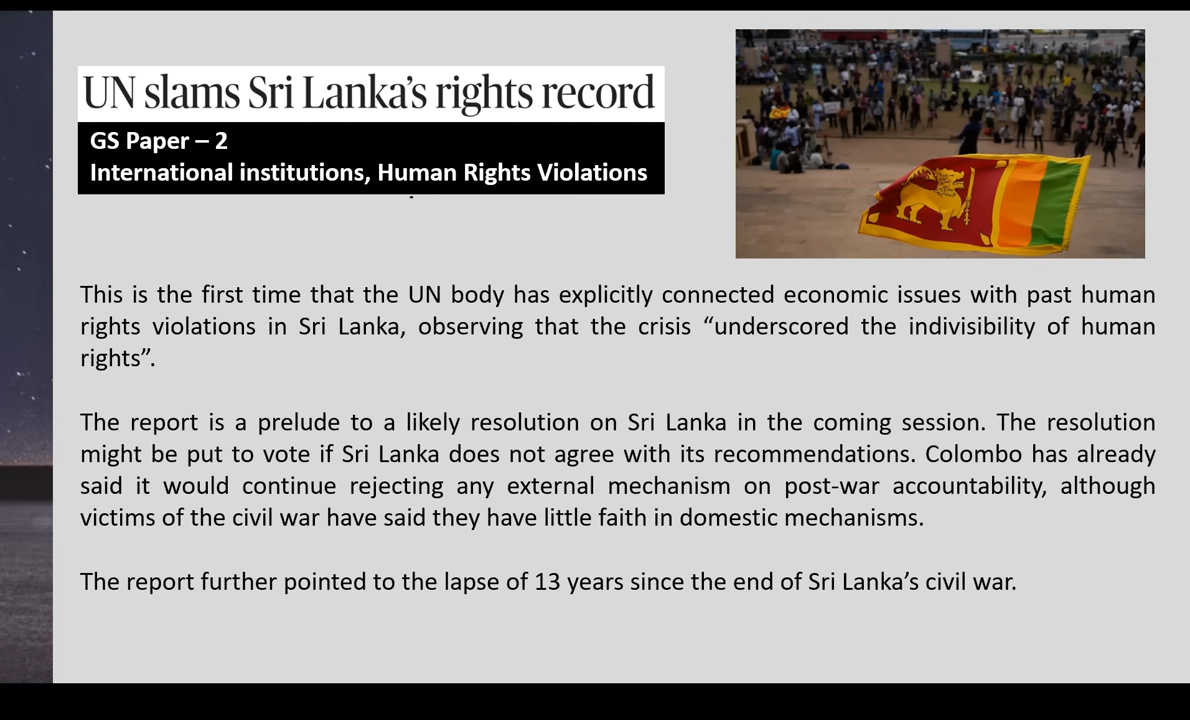 UN slams Sri Lanka’s rights record
GS Paper – 2
International institutions, Human Rights Violations
This is the first time that the UN body has explicitly connected economic issues with past human
rights violations in Sri Lanka, observing that the crisis “underscored the indivisibility of human
rights”.
The report is a prelude to a likely resolution on Sri Lanka in the coming session. The resolution
might be put to vote if Sri Lanka does not agree with its recommendations. Colombo has already
said it would continue rejecting any external mechanism on post-war accountability, although
victims of the civil war have said they have little faith in domestic mechanisms.
The report further pointed to the lapse of 13 years since the end of Sri Lanka’s civil war.